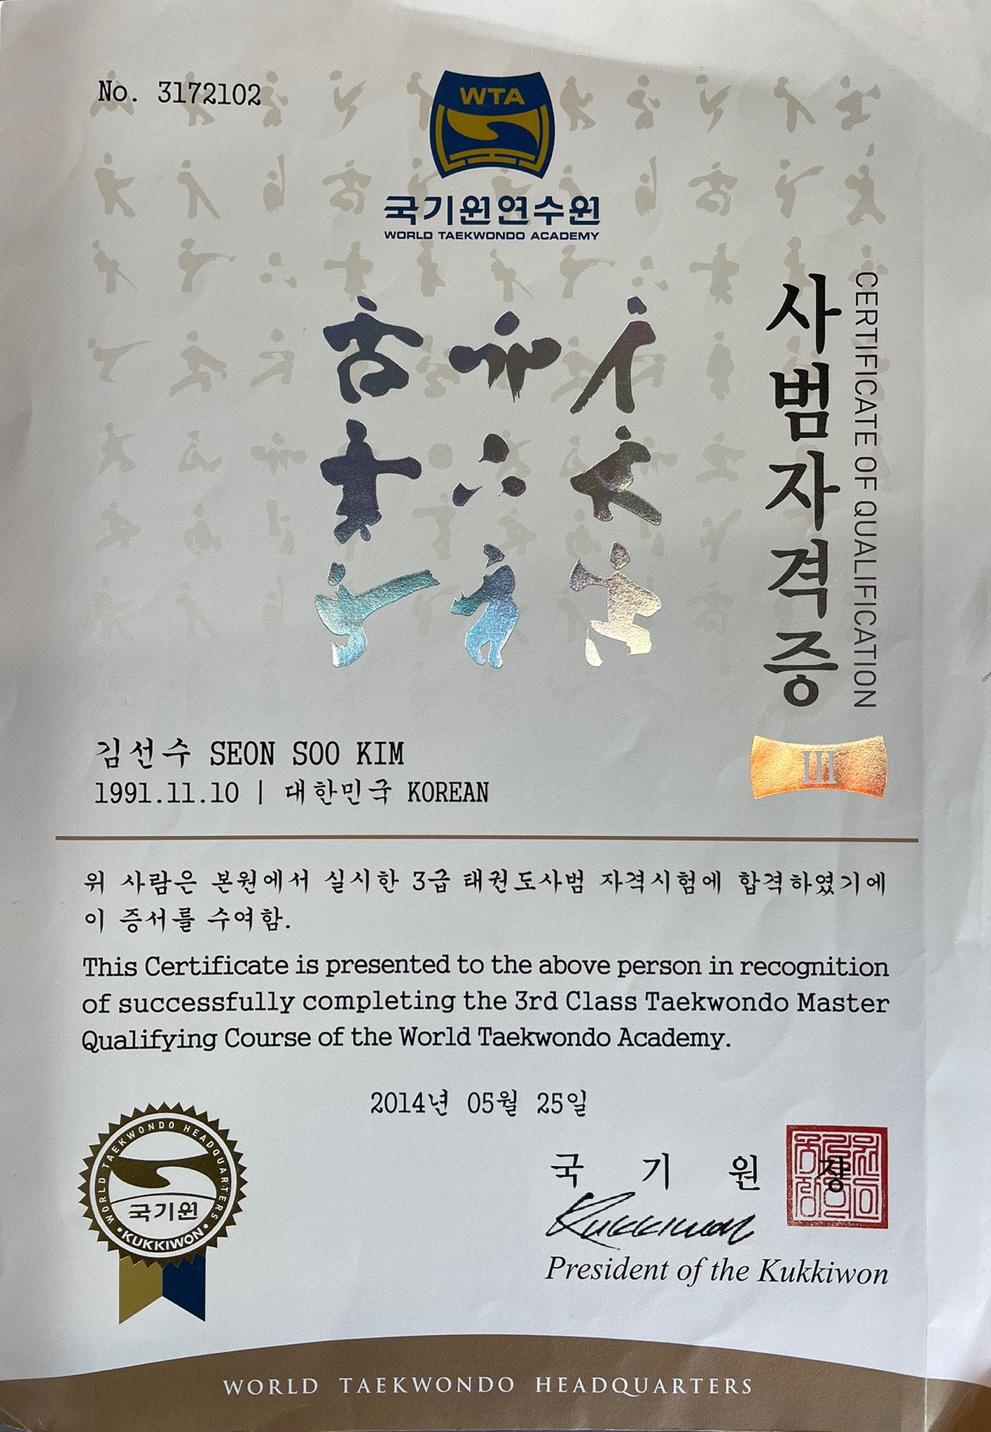 No. 3172102
WTA
국기원연수원
WORLD TAEKWONDO ACADEMY
사범자격증
CERTIFICATE OF QUALIFICATION
III
김선수 SEON SOO KIM
1991.11.10 | 대한민국 KOREAN
위 사람은 본원에서 실시한 3급 태권도사범 자격시험에 합격하였기에
이 증서를 수여함.
This Certificate is presented to the above person in recognition
of successfully completing the 3rd Class Taekwondo Master
Qualifying Course of the World Taekwondo Academy.
2014년 05월 25일
WORLD TAEKWONDO HEADQUARTERS
국기원
KUKKIWON
국 기 원 장
Kukkiwon
President of the Kukkiwon
WORLD TAEKWONDO HEADQUARTERS